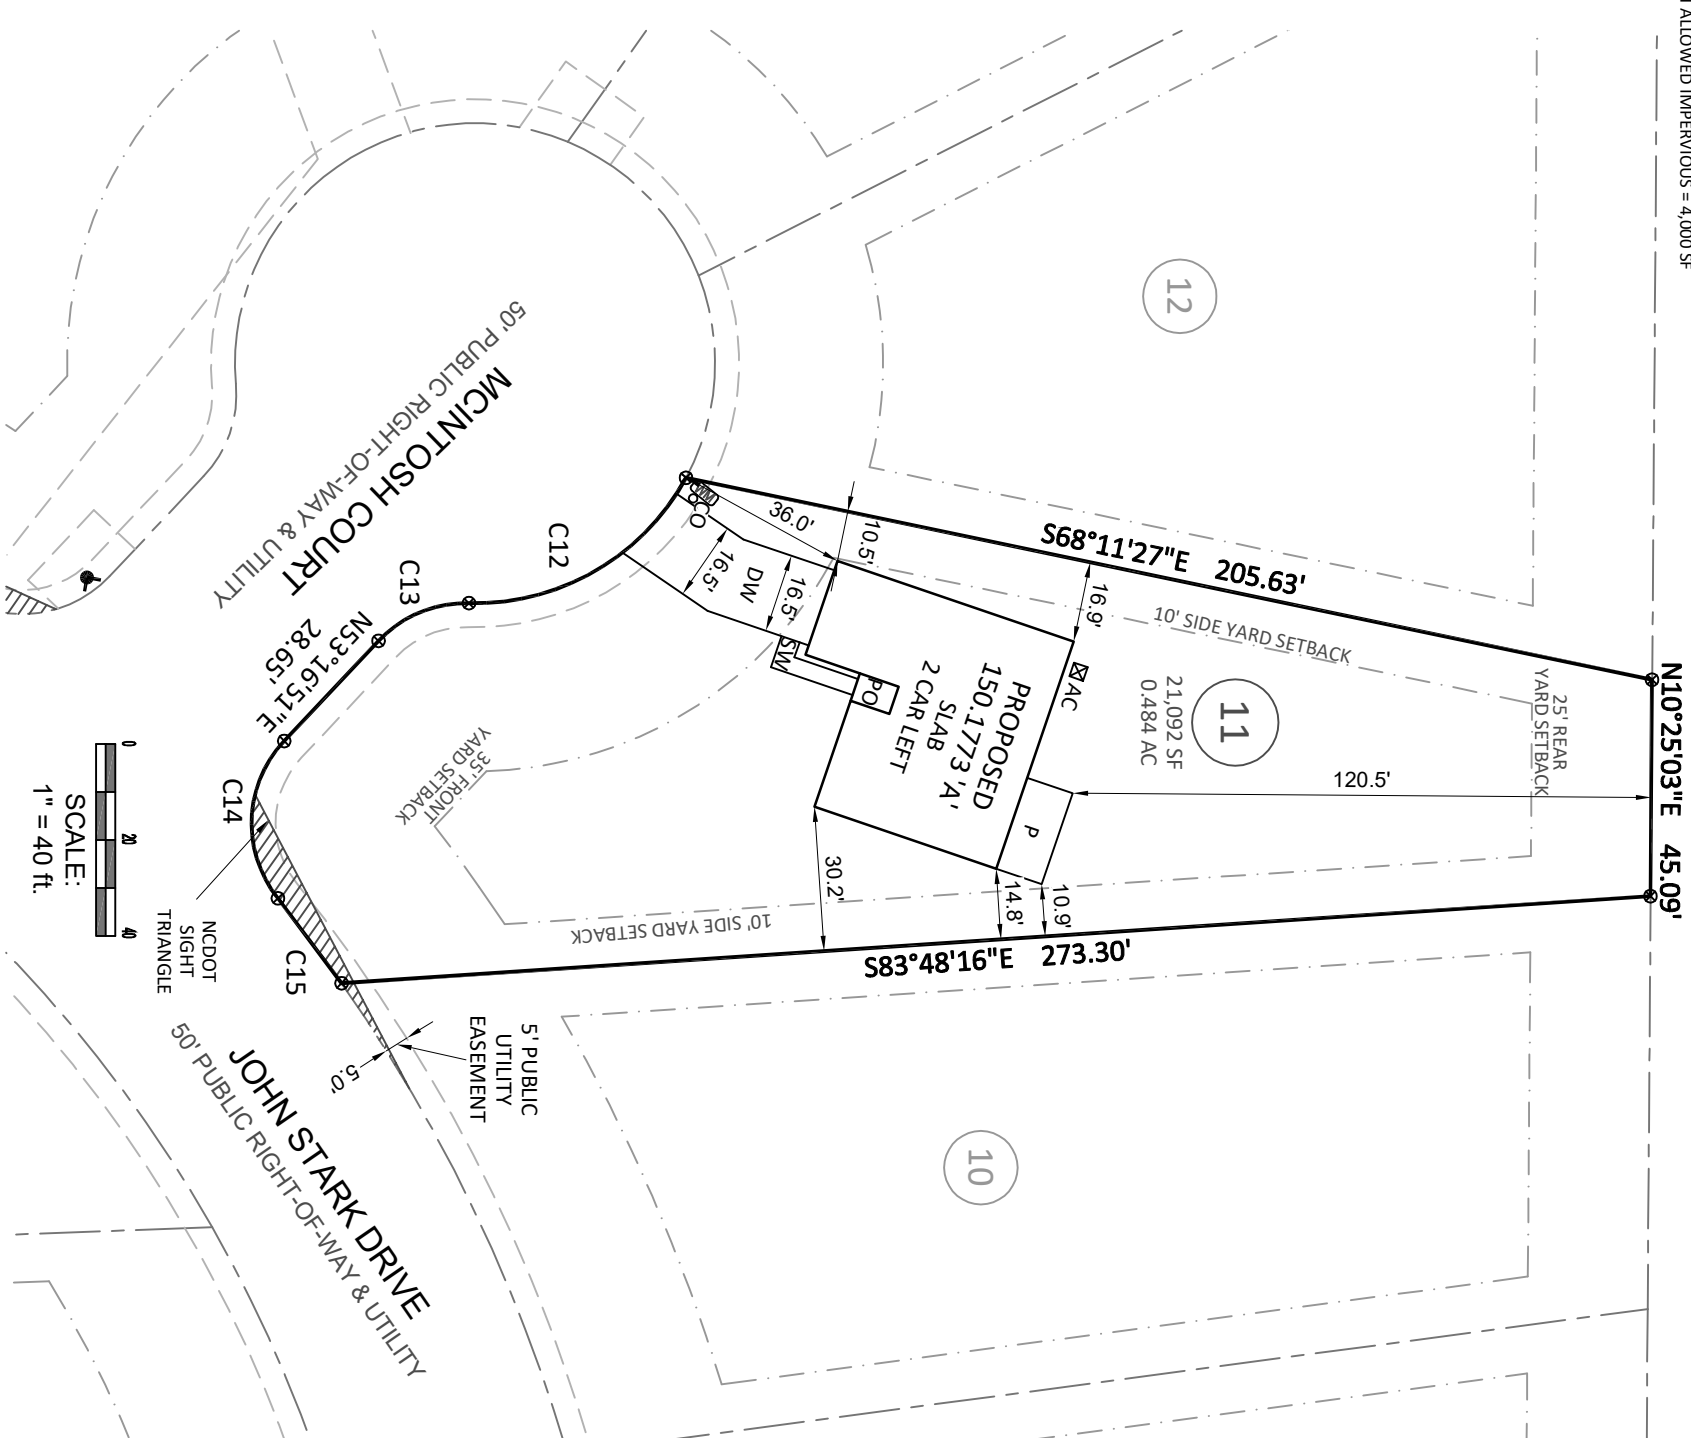 ALLOWED IMPERVIOUS = 4,000 SF
12
50' PUBLIC RIGHT-OF-WAY & UTILITY
MCINTOSH COURT
C12
C13
N53°16'51"E
28.65'
C14
C15
WM
CO
36.0'
10.5'
16.5'
DW
16.5'
SW
PO
S68°11'27"E 205.63'
16.9'
10' SIDE YARD SETBACK
AC
PROPOSED
150.1773 'A'
SLAB
2 CAR LEFT
11
21,092 SF
0.484 AC
25' REAR
YARD SETBACK
N10°25'03"E 45.09'
120.5'
P
30.2'
14.8'
10.9'
35' FRONT
YARD SETBACK
10' SIDE YARD SETBACK
S83°48'16"E 273.30'
0 20 40
SCALE:
1" = 40 ft.
NCDOT
SIGHT
TRIANGLE
5' PUBLIC
UTILITY
EASEMENT
5.0'
JOHN STARK DRIVE
50' PUBLIC RIGHT-OF-WAY & UTILITY
10